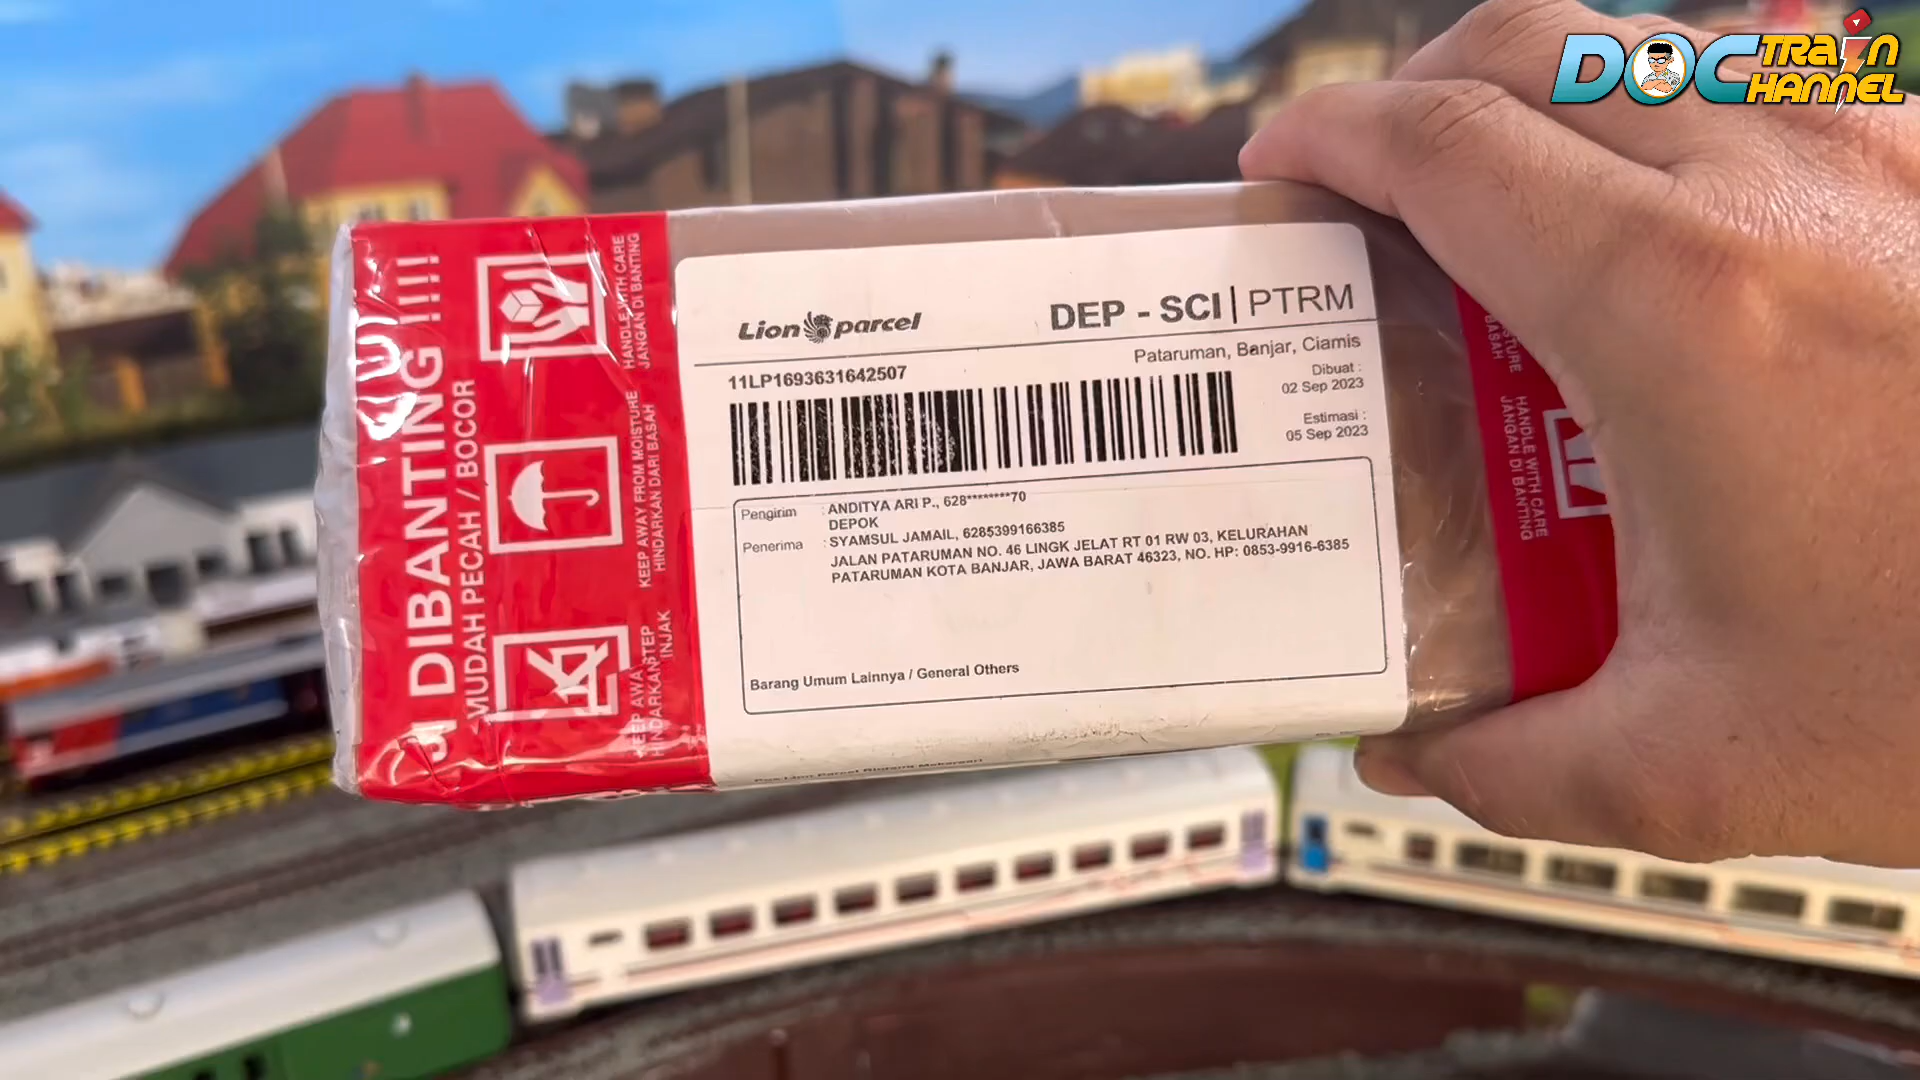 DOC TRAIN CHANNEL
JANGAN DI BANTING
HANDLE WITH CARE
HINDARKAN DARI BASAH
KEEP AWAY FROM MOISTURE
INJAK
DIBANTING !!!!
MUDAH PECAH / BOCOR
Lion parcel
DEP - SCI | PTRM
Pataruman, Banjar, Ciamis
11LP1693631642507
Dibuat :
02 Sep 2023
Estimasi :
05 Sep 2023
Pengirim : ANDITYA ARI P., 628********70
DEPOK
Penerima : SYAMSUL JAMAIL, 6285399166385
JALAN PATARUMAN NO. 46 LINGK JELAT RT 01 RW 03, KELURAHAN
PATARUMAN KOTA BANJAR, JAWA BARAT 46323, NO. HP: 0853-9916-6385
Barang Umum Lainnya / General Others
HANDLE WITH CARE
JANGAN DI BANTING
BASAH